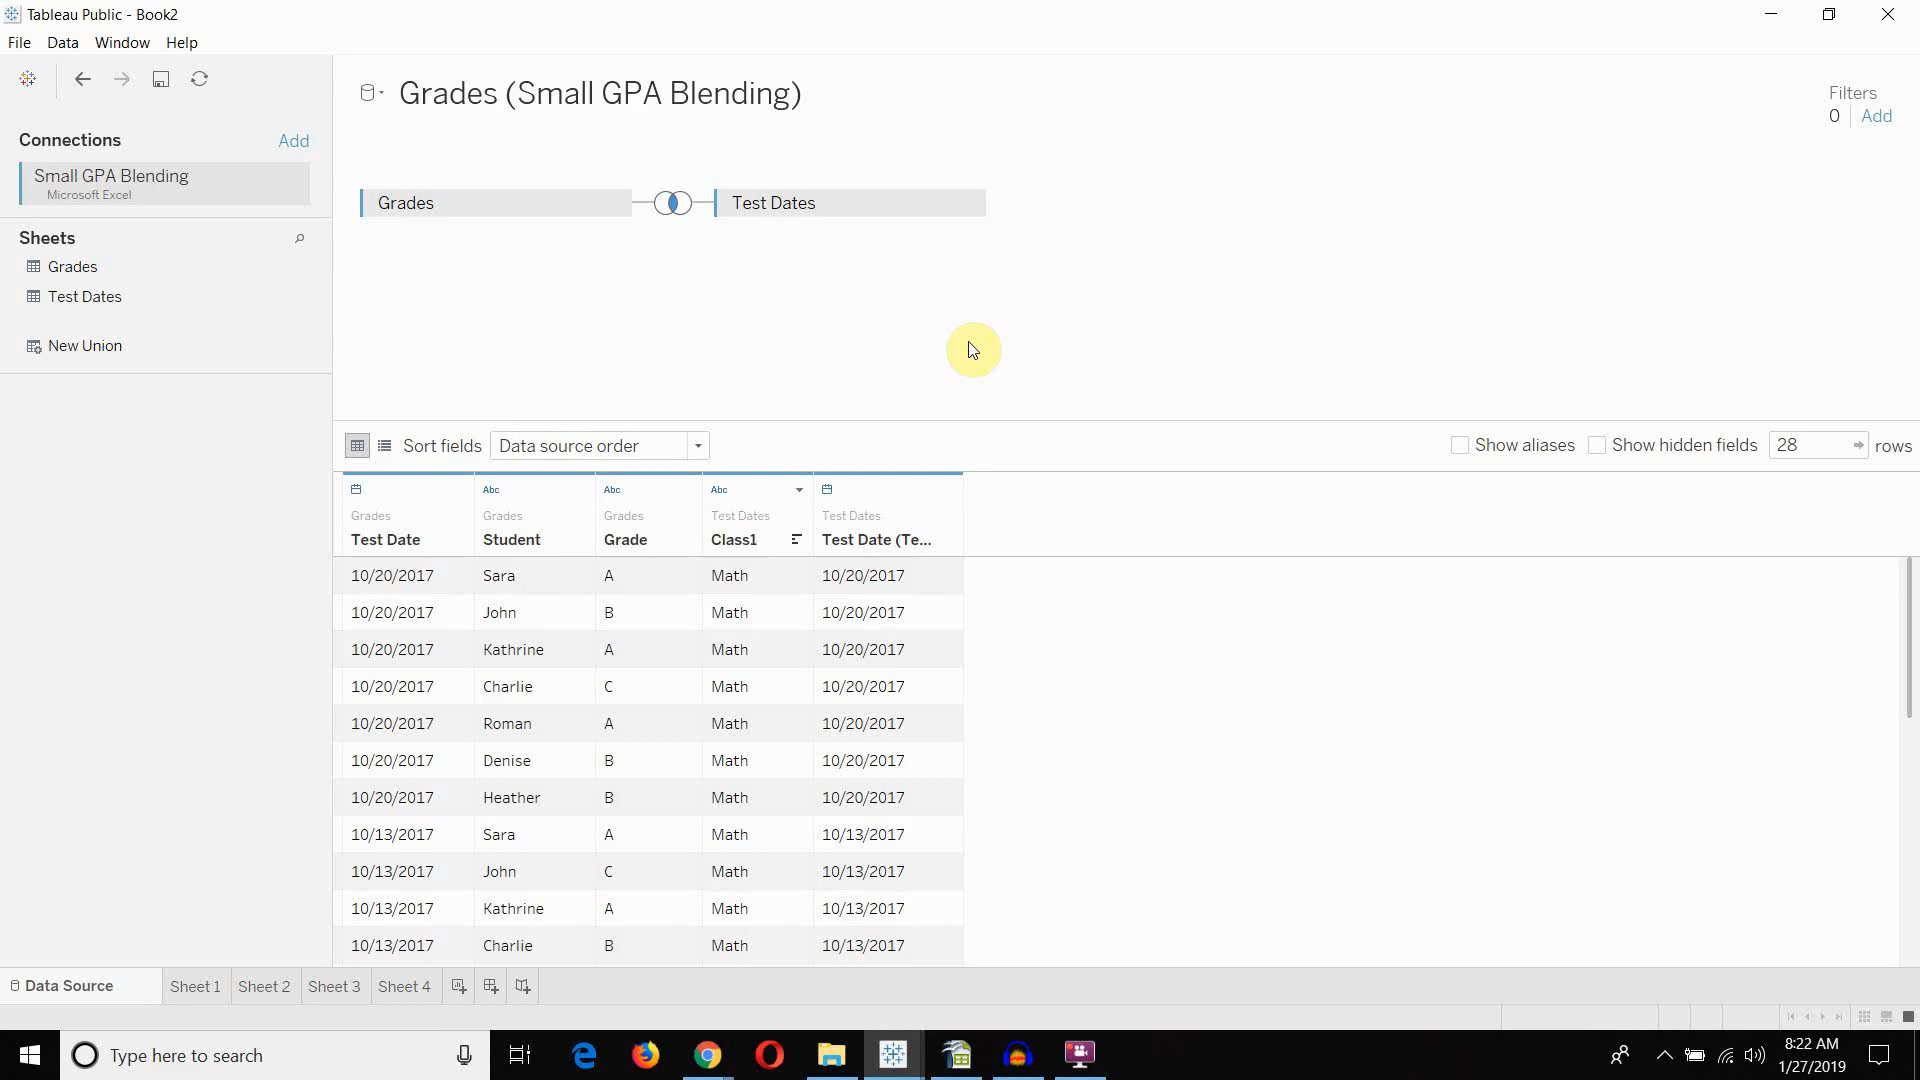 Tableau Public - Book2
File Data Window Help
Connections Add
Small GPA Blending
Microsoft Excel
Sheets
Grades
Test Dates
New Union
Grades (Small GPA Blending)
Filters
0 Add
Grades Test Dates
Sort fields Data source order Show aliases Show hidden fields 28 rows
Abc Abc Abc
Grades Grades Grades Test Dates Test Dates
Test Date Student Grade Class1 Test Date (Te...
10/20/2017 Sara A Math 10/20/2017
10/20/2017 John B Math 10/20/2017
10/20/2017 Kathrine A Math 10/20/2017
10/20/2017 Charlie C Math 10/20/2017
10/20/2017 Roman A Math 10/20/2017
10/20/2017 Denise B Math 10/20/2017
10/20/2017 Heather B Math 10/20/2017
10/13/2017 Sara A Math 10/13/2017
10/13/2017 John C Math 10/13/2017
10/13/2017 Kathrine A Math 10/13/2017
10/13/2017 Charlie B Math 10/13/2017
Data Source Sheet 1 Sheet 2 Sheet 3 Sheet 4
Type here to search
8:22 AM
1/27/2019